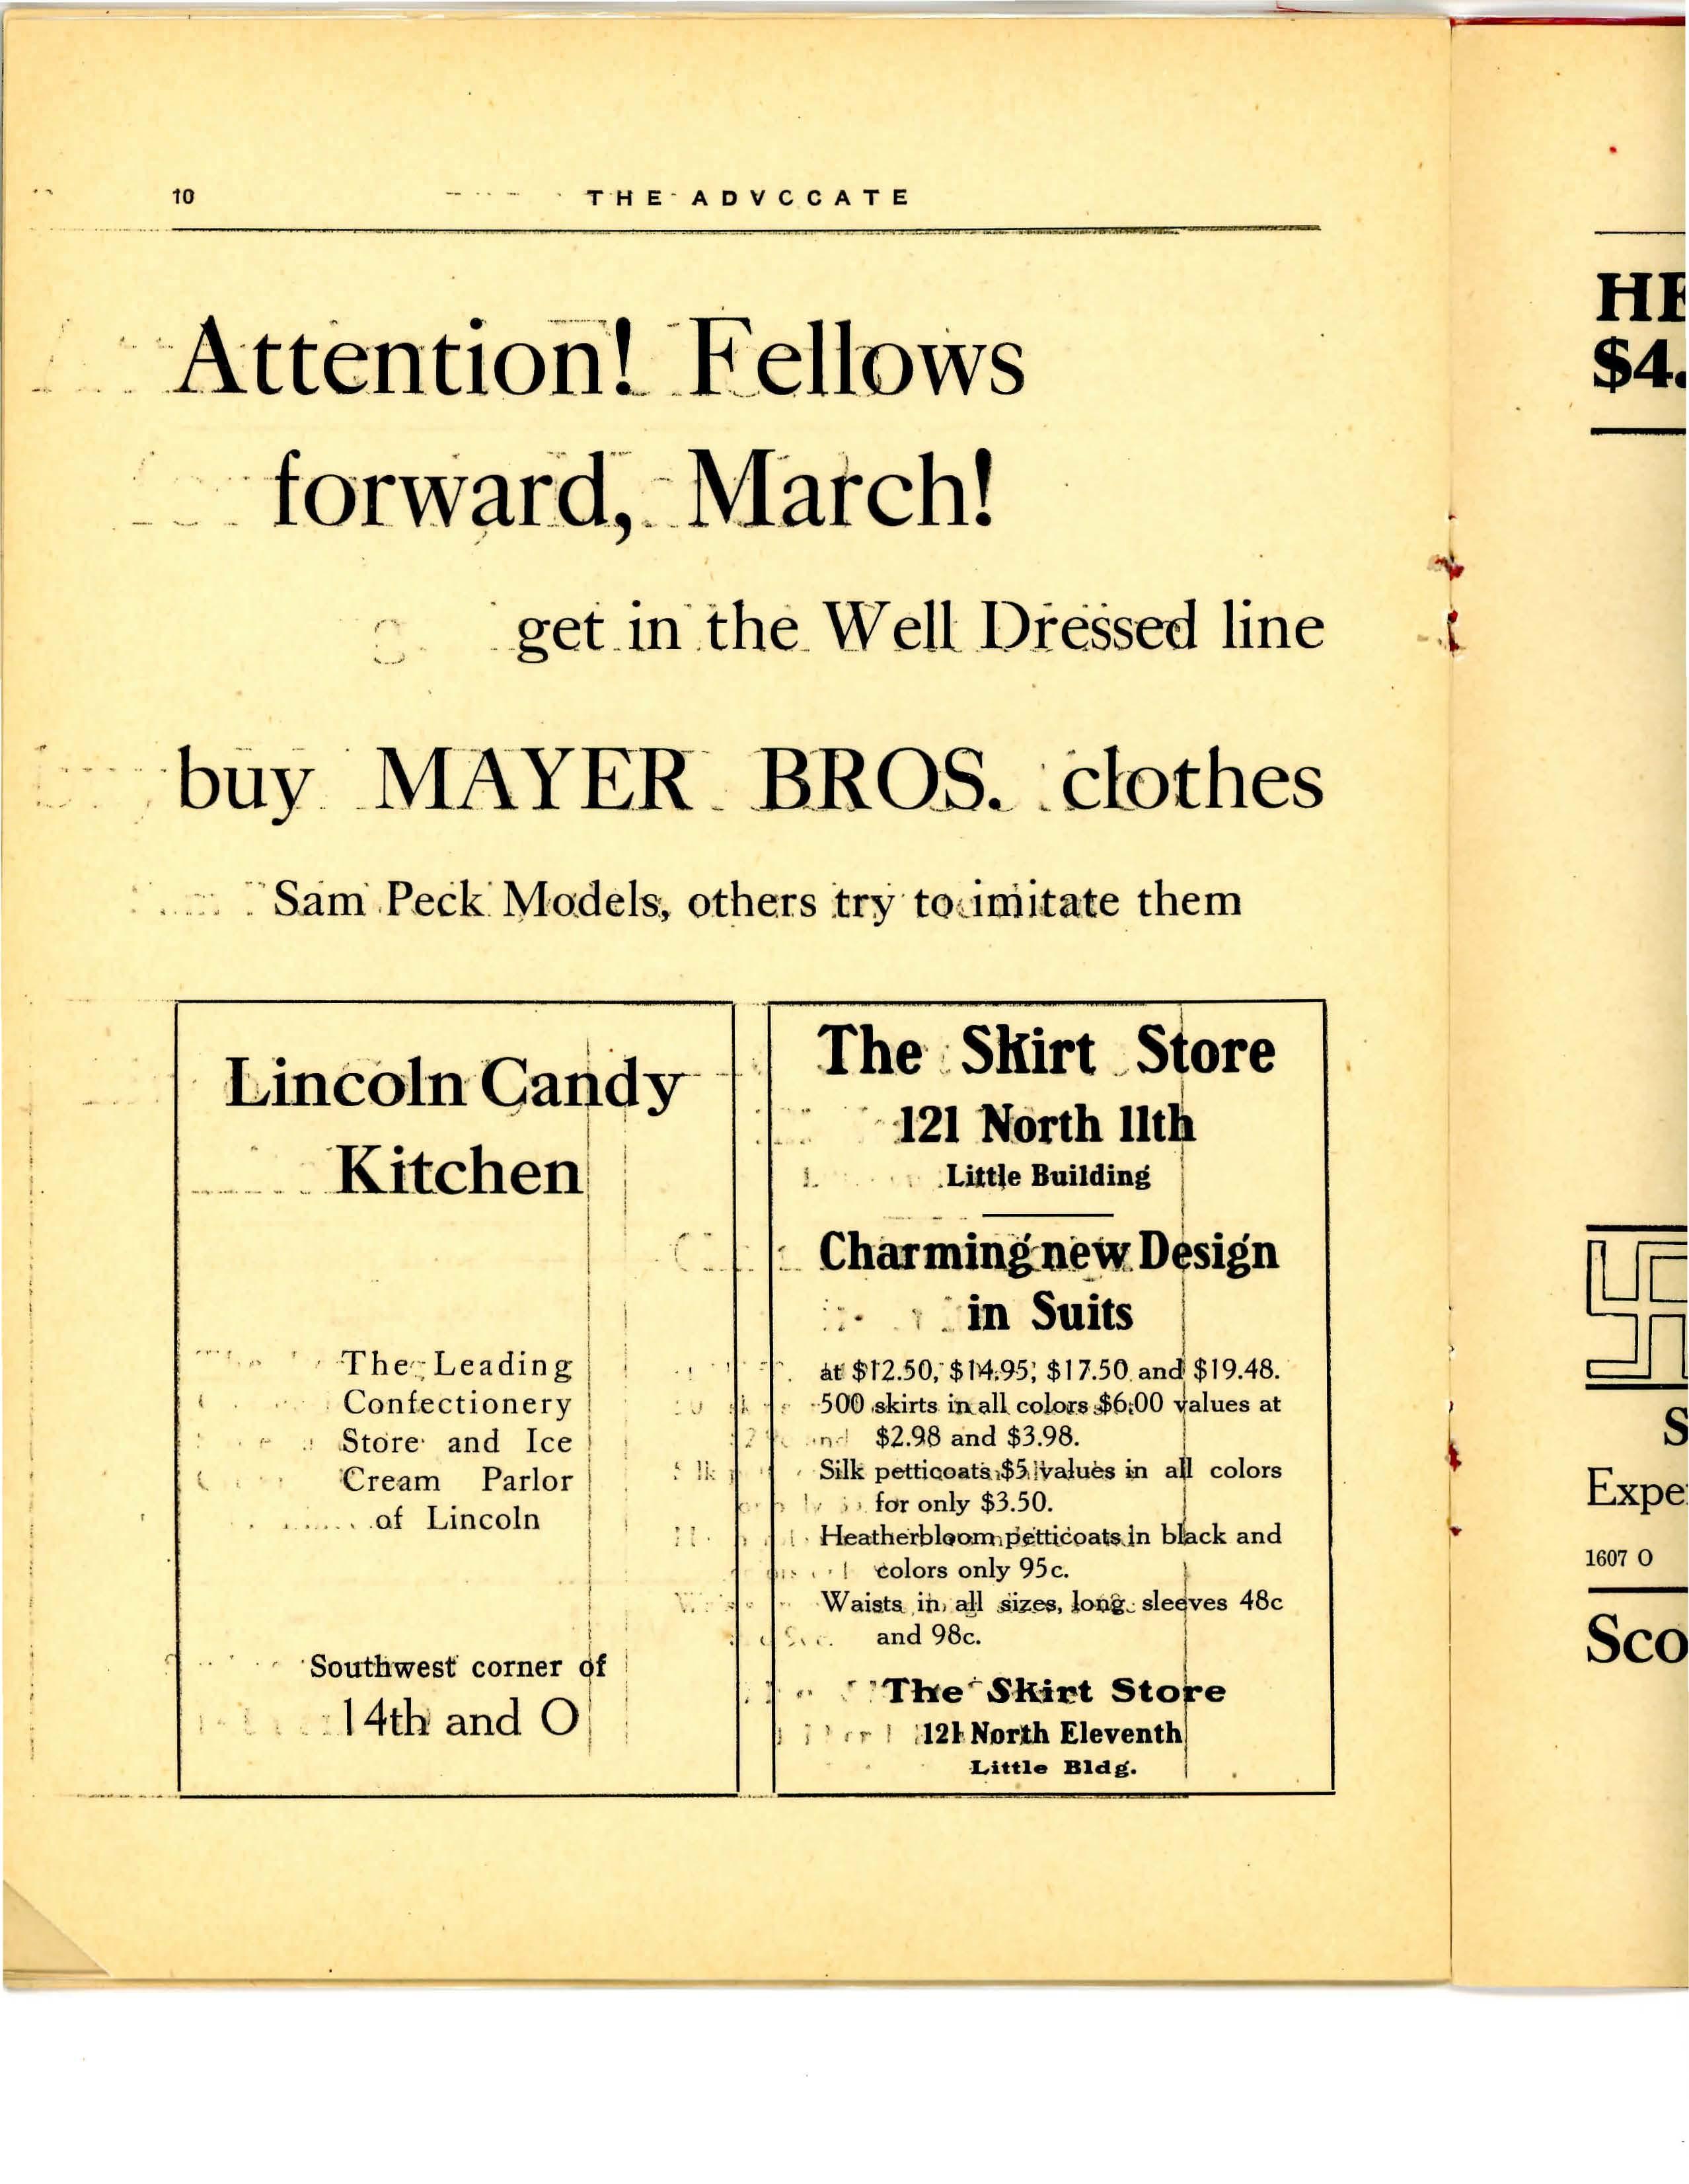 10
THE ADVCCATE
Attention! Fellows
forward, March!
get in the Well Dressed line
buy MAYER BROS. clothes
Sam Peck Models, others try to imitate them
Lincoln Candy
Kitchen
The Leading
Confectionery
Store and Ice
Cream Parlor
of Lincoln
Southwest corner of
14th and O
The Skirt Store
121 North 11th
Little Building
Charming new Design
in Suits
at $12.50, $14.95, $17.50 and $19.48.
500 skirts in all colors $6.00 values at
$2.98 and $3.98.
Silk petticoats $5 values in all colors
for only $3.50.
Heatherbloom petticoats in black and
colors only 95c.
Waists in all sizes, long sleeves 48c
and 98c.
The Skirt Store
121 North Eleventh
Little Bldg.
$4.
1607 O